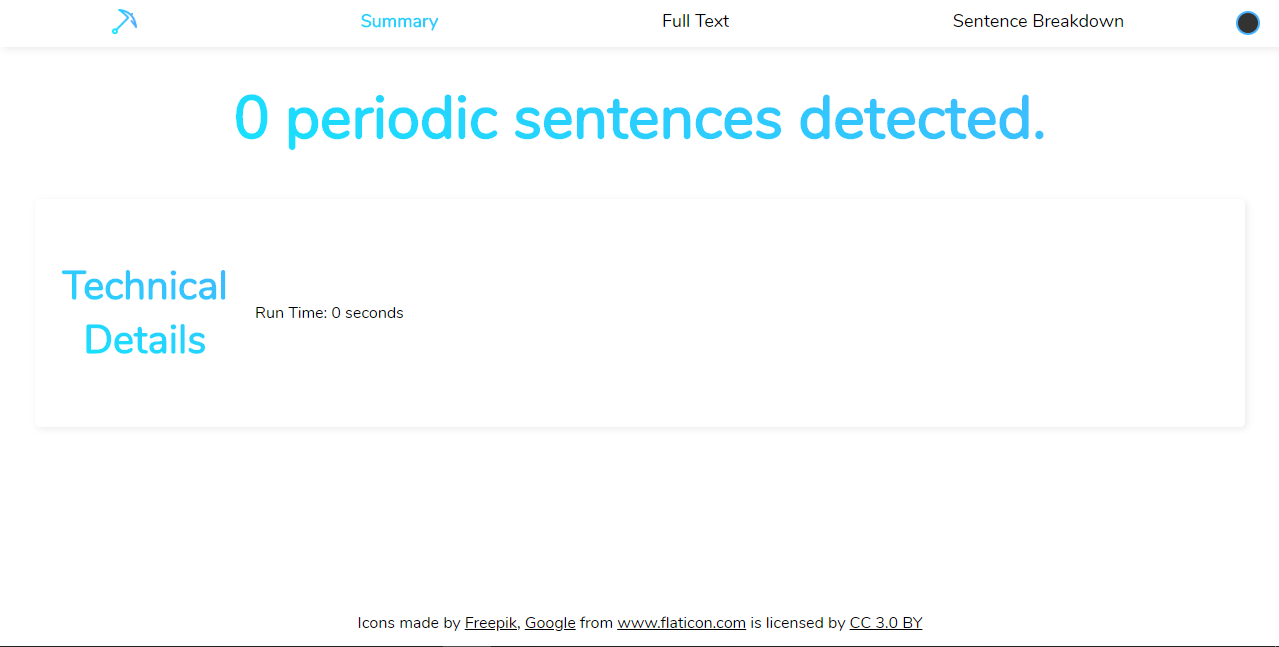 Summary
Full Text
Sentence Breakdown
0 periodic sentences detected.
Technical
Details
Run Time: 0 seconds
Icons made by Freepik, Google from www.flaticon.com is licensed by CC 3.0 BY